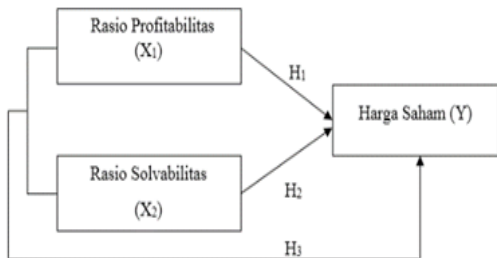 Rasio Profitabilitas
(X₁)
H₁
Harga Saham (Y)
Rasio Solvabilitas
(X₂)
H₂
H₃